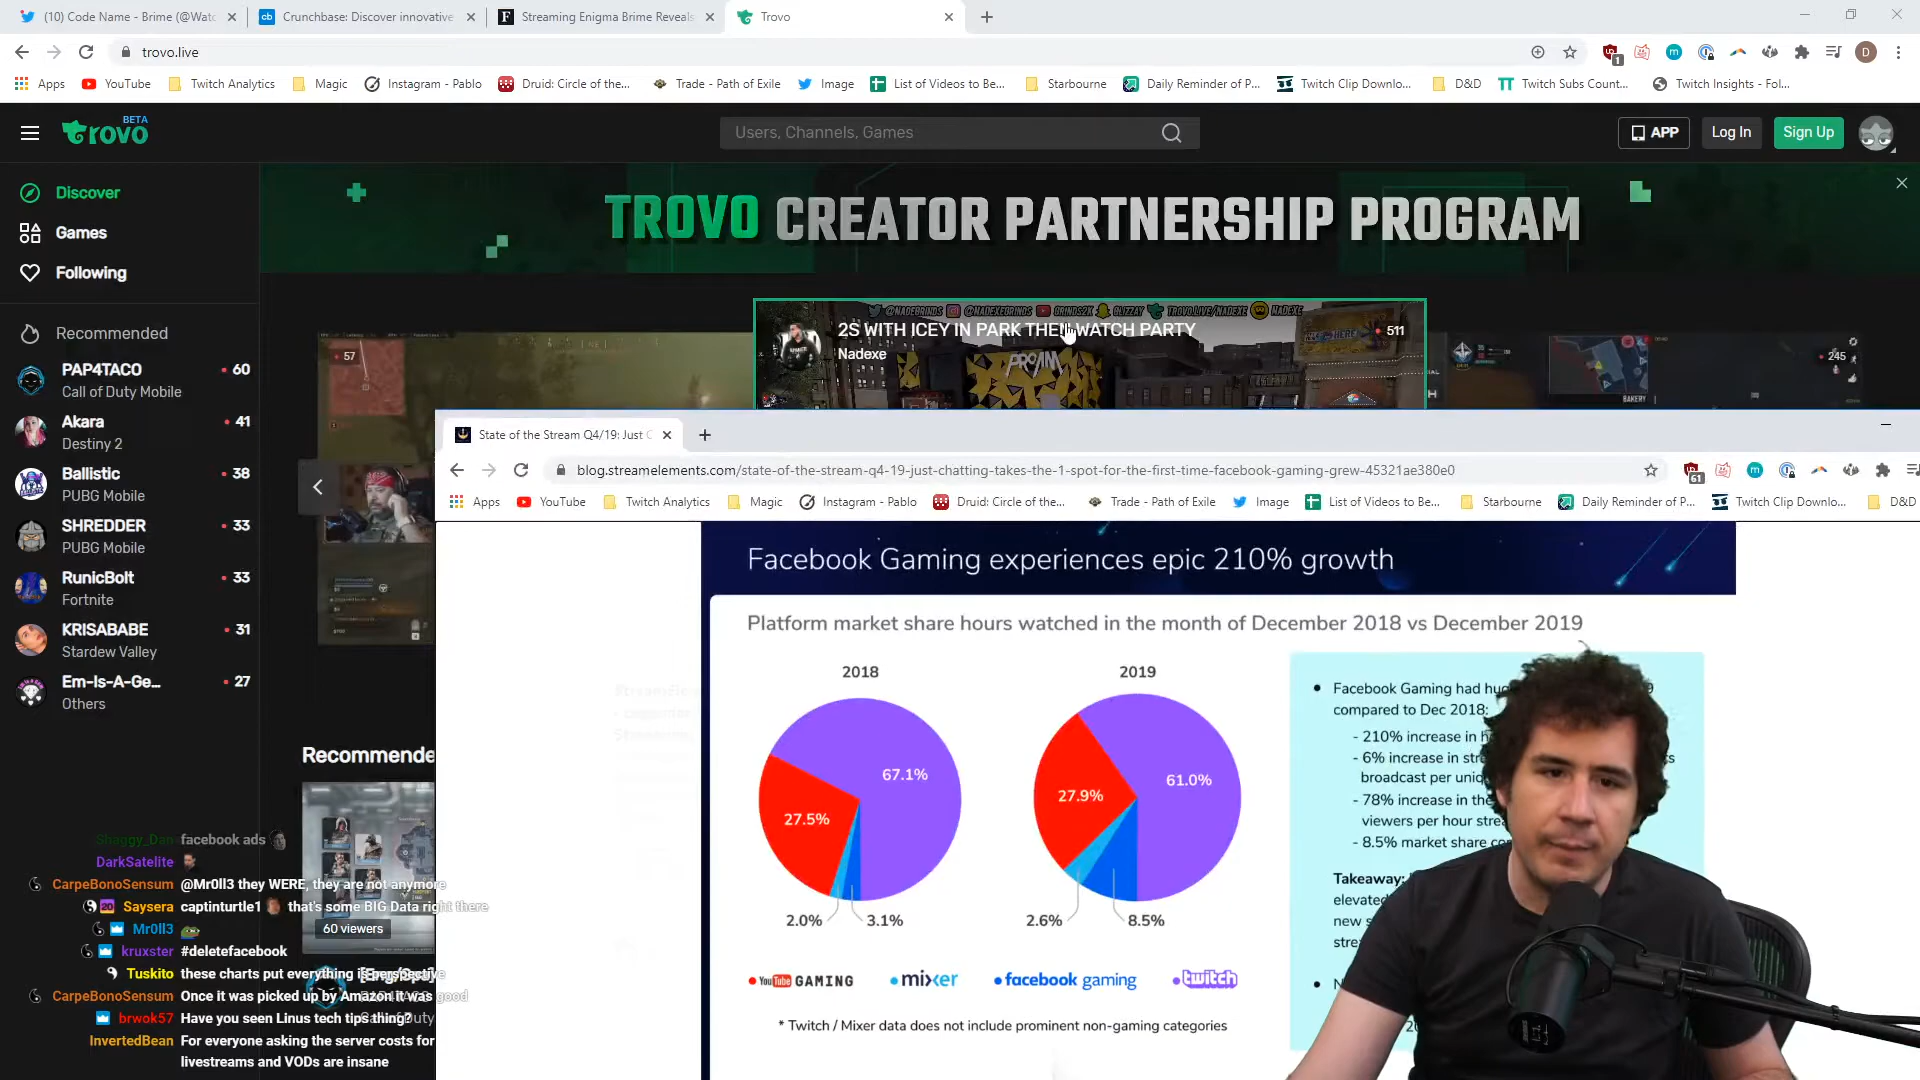 (10) Code Name - Brime (@Watc
Crunchbase: Discover innovative
Streaming Enigma Brime Reveals
Trovo
trovo.live
Apps
YouTube
Twitch Analytics
Magic
Instagram - Pablo
Druid: Circle of the...
Trade - Path of Exile
Image
List of Videos to Be...
Starbourne
Daily Reminder of P...
Twitch Clip Downlo...
D&D
Twitch Subs Count...
Twitch Insights - Fol...
trovo
BETA
Users, Channels, Games
APP
Log In
Sign Up
Discover
Games
Following
TROVO CREATOR PARTNERSHIP PROGRAM
Recommended
PAP4TACO
60
Call of Duty Mobile
Akara
41
Destiny 2
Ballistic
38
PUBG Mobile
SHREDDER
33
PUBG Mobile
RunicBolt
33
Fortnite
KRISABABE
31
Stardew Valley
Em-Is-A-Ge...
27
Others
57
@NADEGRINDS @NADEXEGRINDS GRINDS2K GLIZZAY TROVO.LIVE/NADEXE NADEXE
2S WITH ICEY IN PARK THEN WATCH PARTY
511
Nadexe
245
BAKERY
State of the Stream Q4/19: Just C
blog.streamelements.com/state-of-the-stream-q4-19-just-chatting-takes-the-1-spot-for-the-first-time-facebook-gaming-grew-45321ae380e0
61
Apps
YouTube
Twitch Analytics
Magic
Instagram - Pablo
Druid: Circle of the...
Trade - Path of Exile
Image
List of Videos to Be...
Starbourne
Daily Reminder of P...
Twitch Clip Downlo...
D&D
Facebook Gaming experiences epic 210% growth
Platform market share hours watched in the month of December 2018 vs December 2019
2018
67.1%
27.5%
2.0%
3.1%
2019
61.0%
27.9%
2.6%
8.5%
YouTube GAMING
mixer
facebook gaming
twitch
* Twitch / Mixer data does not include prominent non-gaming categories
Facebook Gaming had
compared to Dec 2018:
- 210% increase in
- 6% increase in
broadcast per
- 78% increase in the
viewers per hour
- 8.5% market share
Takeaway:
elevated
new
Recommende
60 viewers
Shaggy_Dan facebook ads
DarkSatelite
CarpeBonoSensum @Mr0ll3 they WERE, they are not anymore
20 Saysera captinturtle1 that's some BIG Data right there
Mr0ll3
kruxster #deletefacebook
Tuskito these charts put everything in perspective
CarpeBonoSensum Once it was picked up by Amazon it was good
brwok57 Have you seen Linus tech tips thing?
InvertedBean For everyone asking the server costs for
livestreams and VODs are insane